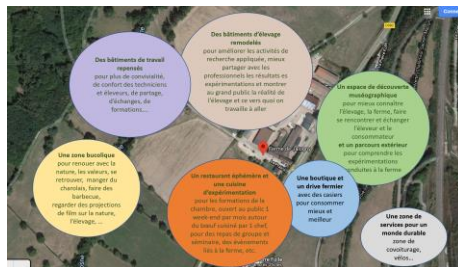 Des bâtiments de travail
repensés
pour plus de convivialité,
de confort des techniciens
et éleveurs, de partage,
d'échanges, de
formations….
Des bâtiments d'élevage
remodelés
pour améliorer les activités de
recherche appliquée, mieux
partager avec les
professionnels les résultats es
expérimentations et montrer
au grand public la réalité de
l'élevage et se vers quoi on
travaille à aller
Un espace de découverte
muséographique
pour mieux connaître
l'élevage, la ferme, faire
se rencontrer et échanger
l'éleveur et le
consommateur
et un parcours extérieur
pour comprendre les
expérimentations
conduites à la ferme
Une zone bucolique
pour renouer avec la
nature, les valeurs, se
retrouver, manger du
charolais, faire des
barbecue,
regarder des projections
de film sur la nature,
l'élevage, …
Un restaurant éphémère et
une cuisine
d'expérimentation
pour les formations de la
chambre, ouvert au public 1
week-end par mois autour
du bœuf cuisiné par 1 chef,
pour des repas de groupe et
séminaire, des événements
liés à la ferme, etc.
Une boutique et
un drive fermier
avec des casiers
pour consommer
mieux et
meilleur
Une zone de
services pour un
monde durable
zone de
covoiturage,
vélos…